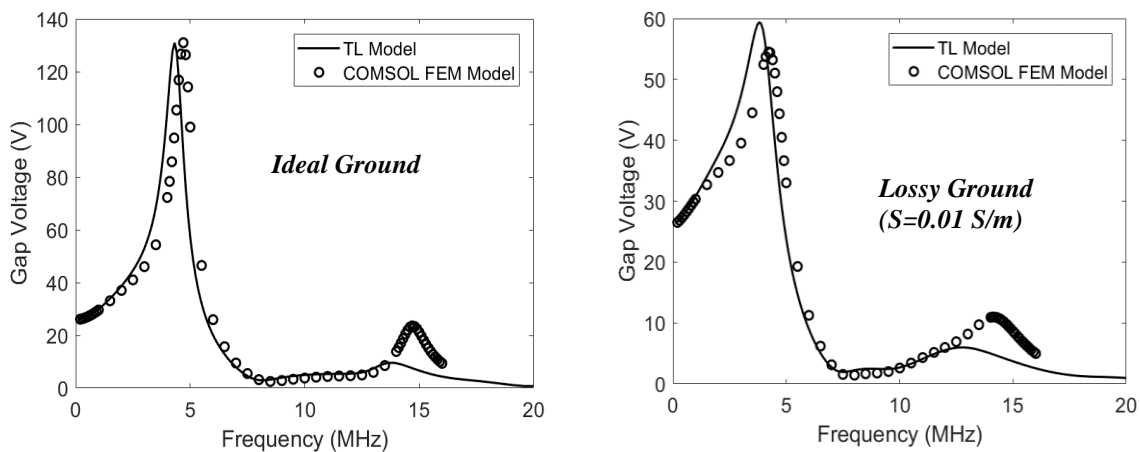 140
120
100
80
60
40
20
0
Gap Voltage (V)
TL Model
COMSOL FEM Model
Ideal Ground
0 5 10 15 20
Frequency (MHz)
60
50
40
30
20
10
0
Gap Voltage (V)
TL Model
COMSOL FEM Model
Lossy Ground
(S=0.01 S/m)
0 5 10 15 20
Frequency (MHz)